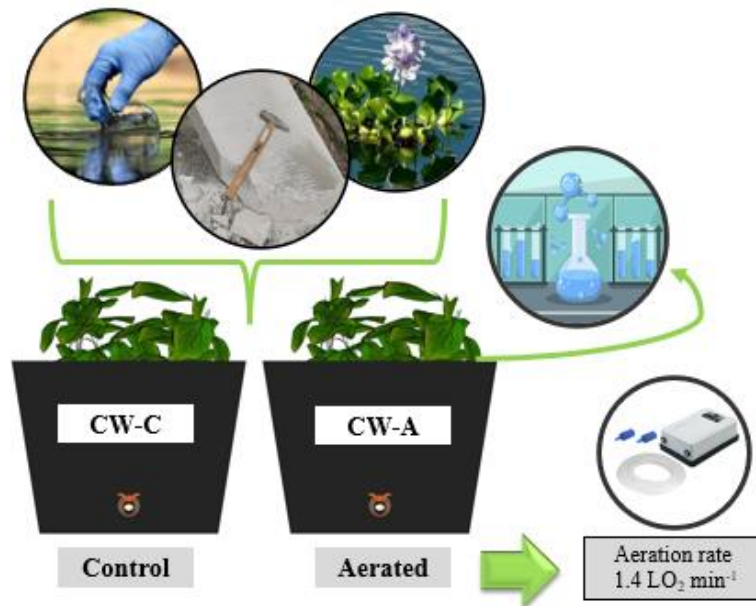 CW-C
CW-A
Control
Aerated
Aeration rate
1.4 LO₂ min⁻¹